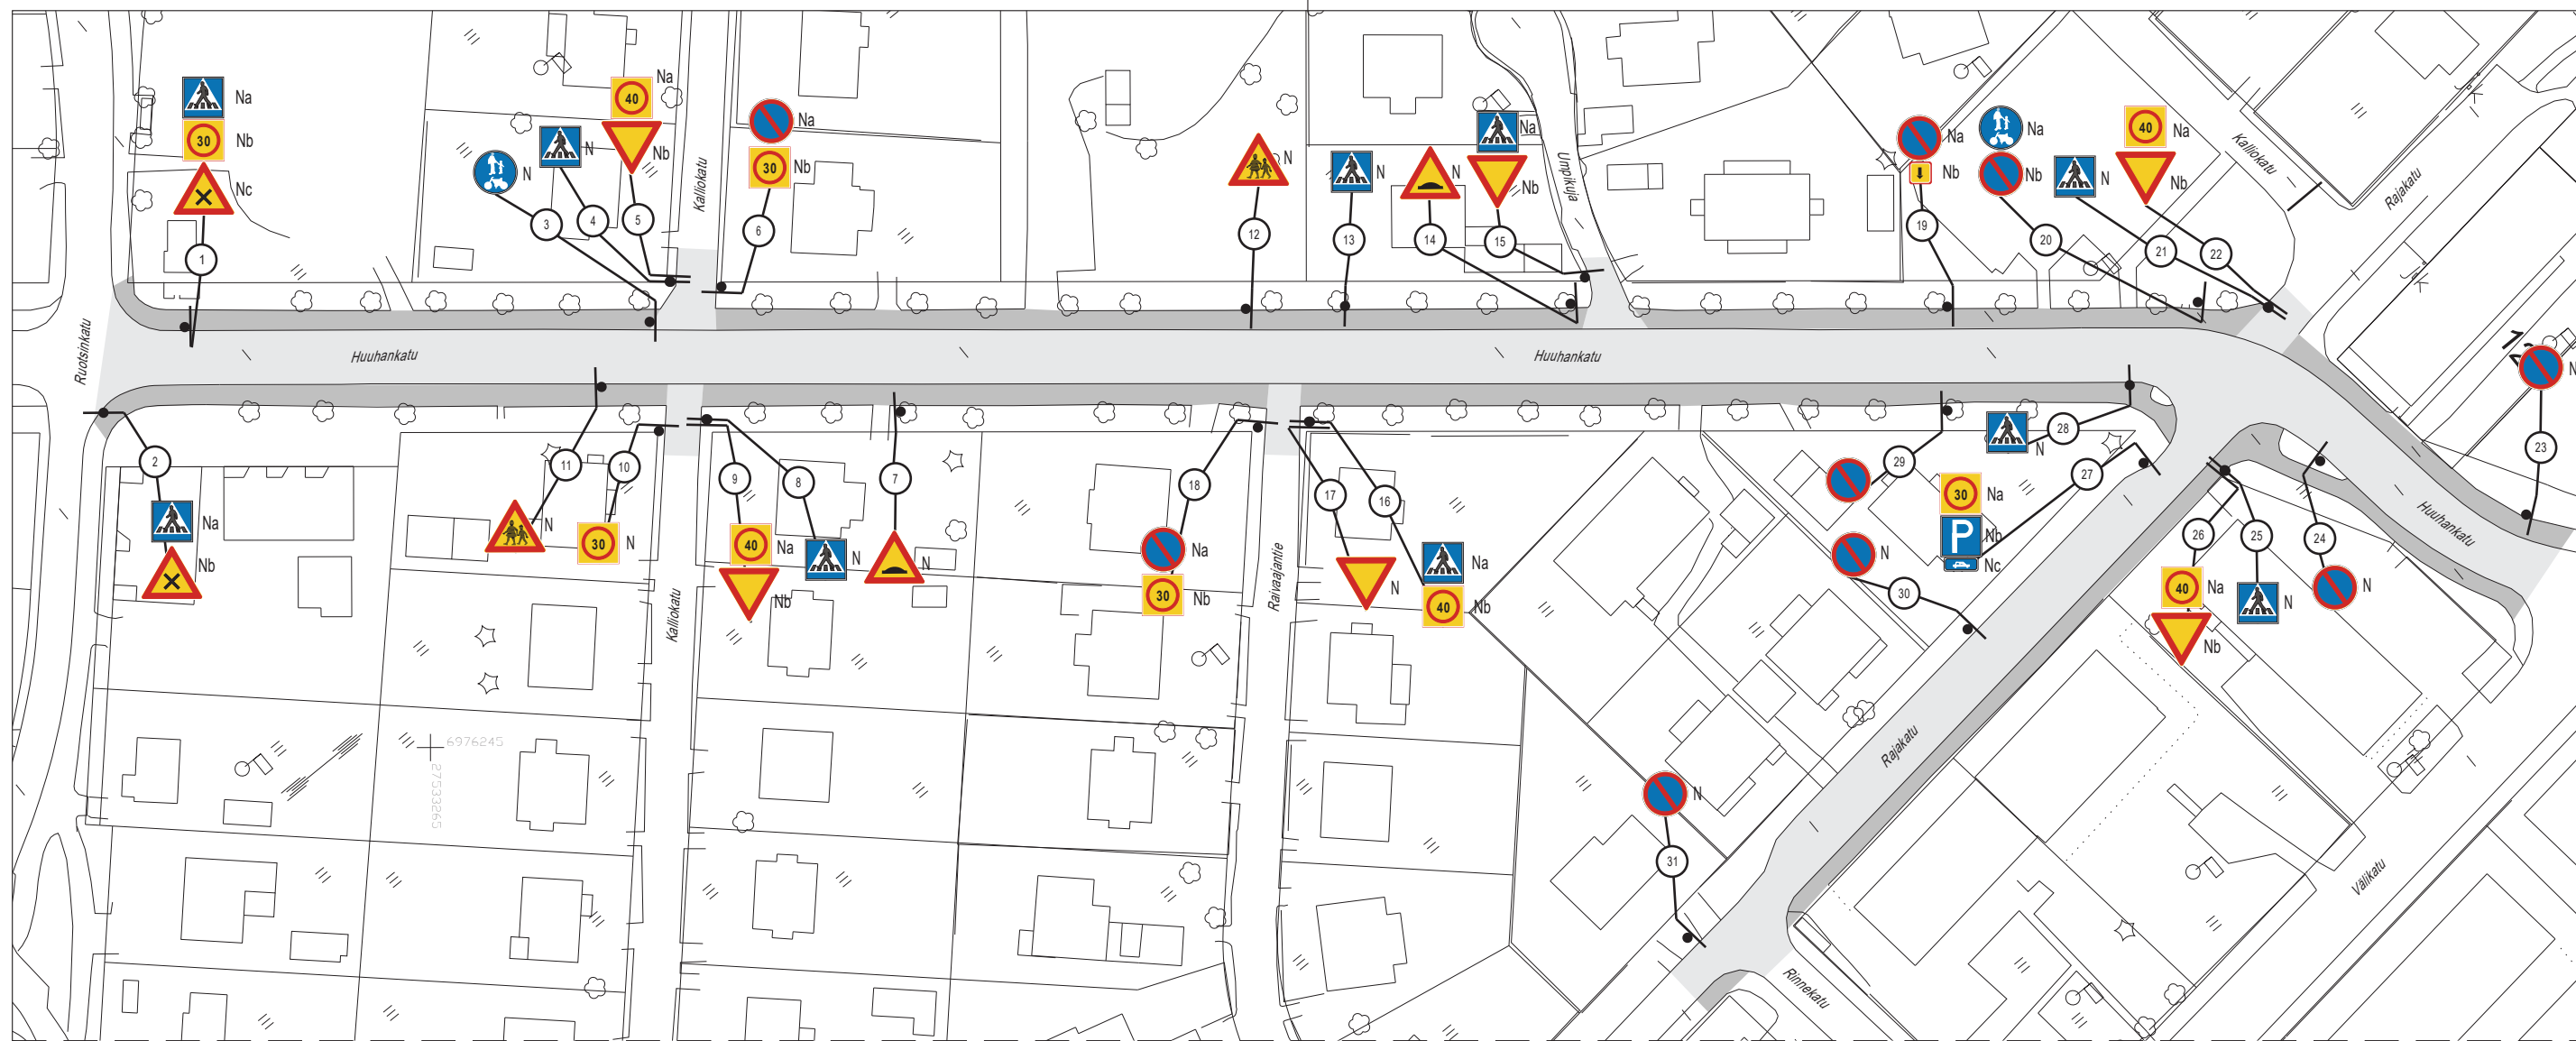 Na
30 Nb
Nc
1
N
3
N
4
40 Na
Nb
5
Kalliokatu
Na
30 Nb
6
N
12
N
13
N
14
Na
Nb
15
Umpikuja
Na
Nb
19
Na
Nb
20
N
21
40 Na
Nb
22
Kalliokatu
Rajakatu
Ruotsinkatu
Huuhankatu
Huuhankatu
N
23
2
Na
Nb
11
N
10
30 N
9
40 Na
Nb
8
N
7
N
18
Na
30 Nb
17
N
16
Na
40 Nb
Kalliokatu
Raivaajantie
29
28
N
27
30 Na
P Nb
Nc
N
30
26
40 Na
Nb
25
N
24
N
Huuhankatu
6976245
27533265
Rajakatu
N
31
Välikatu
Rinnekatu